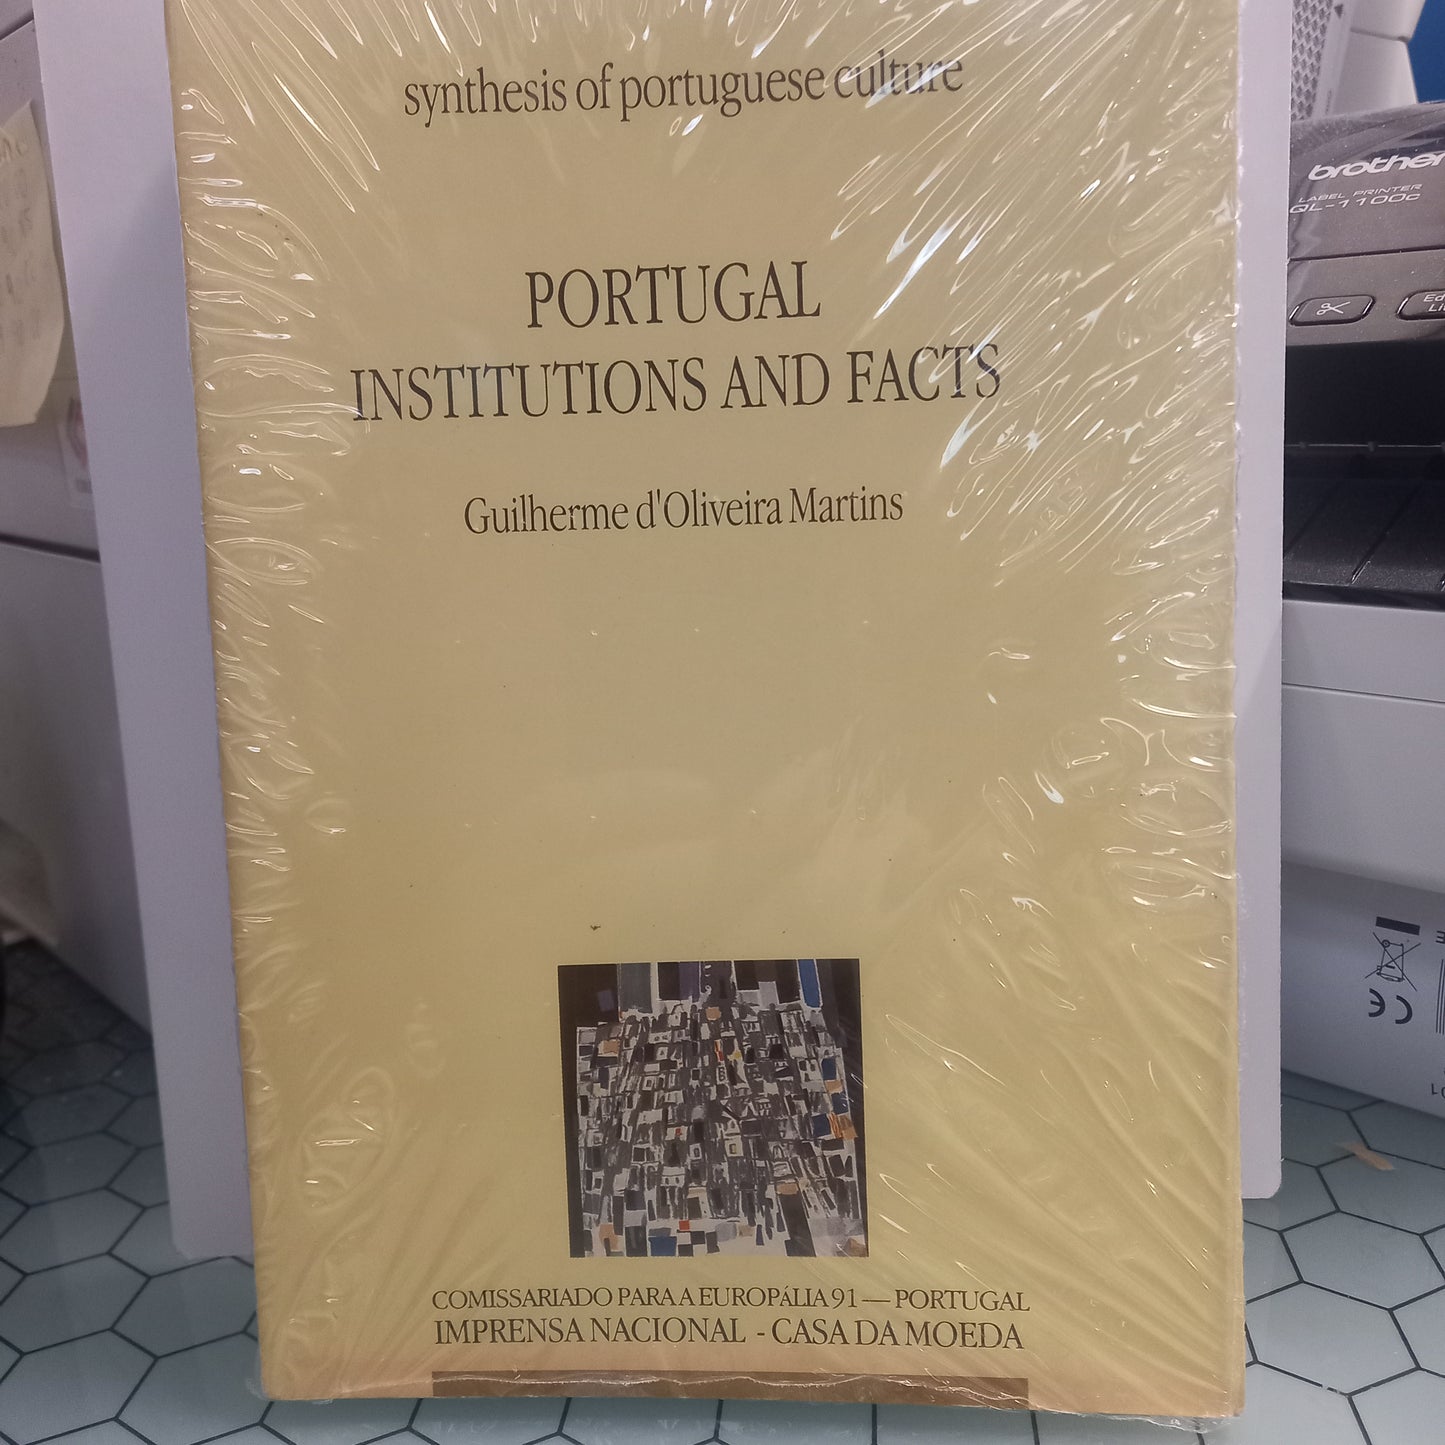 synthesis of portuguese culture
PORTUGAL
INSTITUTIONS AND FACTS
Guilherme d'Oliveira Martins
COMISSARIADO PARA A EUROPÁLIA 91 — PORTUGAL
IMPRENSA NACIONAL - CASA DA MOEDA
brother
LABEL PRINTER
QL-1100c
CE